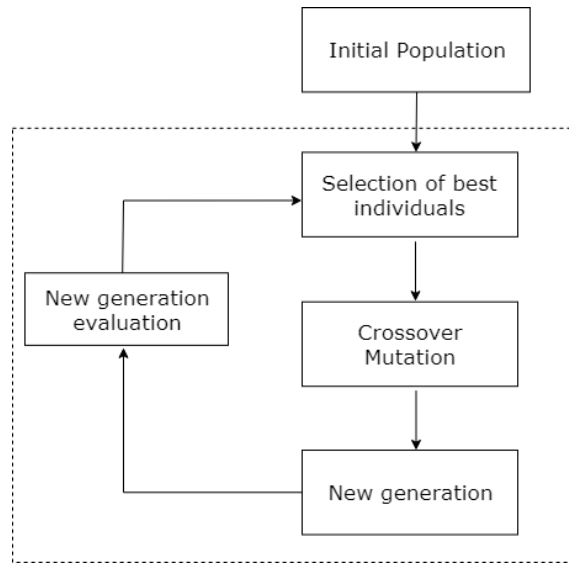 Initial Population
Selection of best
individuals
New generation
evaluation
Crossover
Mutation
New generation